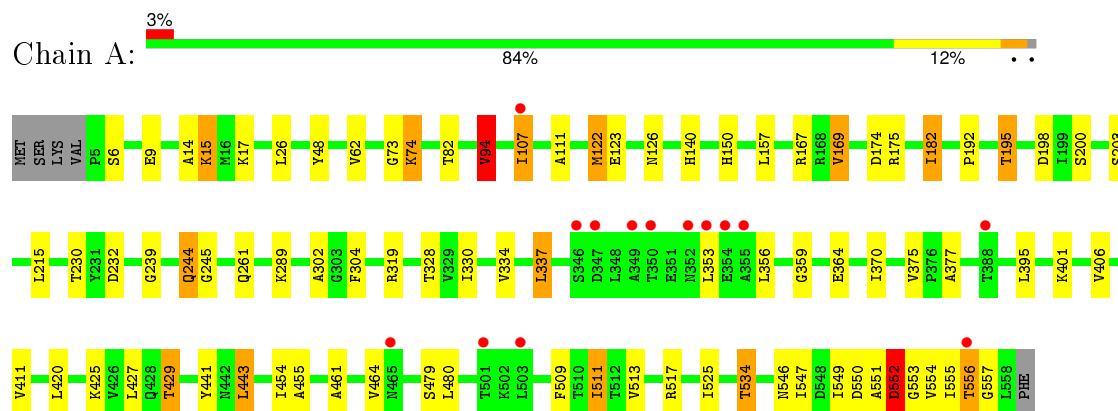 3%
Chain A:
84% 12% • •
MET SER LYS VAL P5 S6 E9 A14 K15 M16 K17 L26 Y48 V62 G73 K74 T82 V94 I107 A111 M122 E123 N126 H140 H150 L157 R167 R168 V169 D174 R175 I182 P192 T195 D198 I199 S200 S203
L215 T230 Y231 D232 G239 Q244 G245 Q261 K289 A302 G303 F304 R319 T328 V329 I330 V334 L337 S346 D347 L348 A349 T350 E351 N352 L353 E354 A355 L356 G359 E364 I370 V375 P376 A377 T388 L395 K401 V406
V411 L420 K425 V426 L427 Q428 T429 Y441 N442 L443 I454 A455 A461 V464 N465 S479 L480 T501 K502 L503 F509 T510 I511 T512 V513 R517 I525 T534 N546 I547 D548 I549 D550 A551 D552 G553 V554 I555 T556 G557 L558 PHE